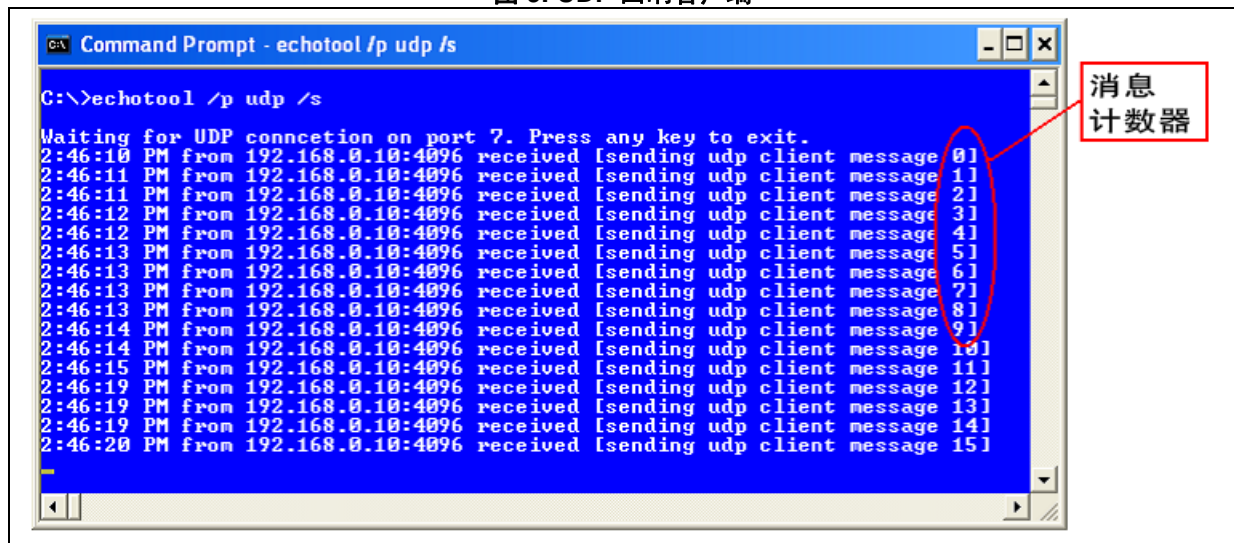 Command Prompt - echotool /p udp /s
C:\>echotool /p udp /s
Waiting for UDP conncetion on port 7. Press any key to exit.
2:46:10 PM from 192.168.0.10:4096 received [sending udp client message 0]
2:46:11 PM from 192.168.0.10:4096 received [sending udp client message 1]
2:46:11 PM from 192.168.0.10:4096 received [sending udp client message 2]
2:46:12 PM from 192.168.0.10:4096 received [sending udp client message 3]
2:46:12 PM from 192.168.0.10:4096 received [sending udp client message 4]
2:46:13 PM from 192.168.0.10:4096 received [sending udp client message 5]
2:46:13 PM from 192.168.0.10:4096 received [sending udp client message 6]
2:46:13 PM from 192.168.0.10:4096 received [sending udp client message 7]
2:46:13 PM from 192.168.0.10:4096 received [sending udp client message 8]
2:46:14 PM from 192.168.0.10:4096 received [sending udp client message 9]
2:46:14 PM from 192.168.0.10:4096 received [sending udp client message 10]
2:46:15 PM from 192.168.0.10:4096 received [sending udp client message 11]
2:46:19 PM from 192.168.0.10:4096 received [sending udp client message 12]
2:46:19 PM from 192.168.0.10:4096 received [sending udp client message 13]
2:46:19 PM from 192.168.0.10:4096 received [sending udp client message 14]
2:46:20 PM from 192.168.0.10:4096 received [sending udp client message 15]
消息
计数器